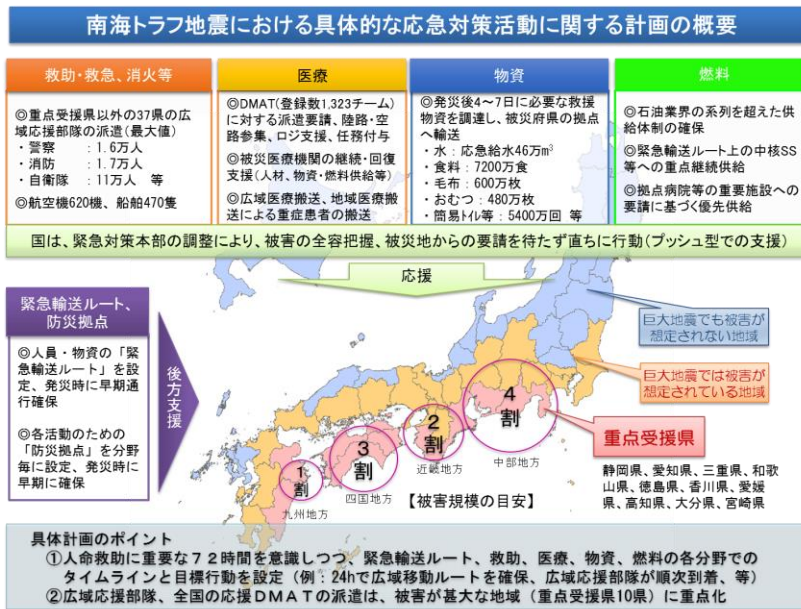 南海トラフ地震における具体的な応急対策活動に関する計画の概要
救助・救急、消火等
◎重点受援県以外の37県の広
域応援部隊の派遣(最大値)
・警察 :1.6万人
・消防 :1.7万人
・自衛隊 :11万人 等
◎航空機620機、船舶470隻
医療
◎DMAT(登録数1,323チーム)
に対する派遣要請、陸路・空
路参集、ロジ支援、任務付与
◎被災医療機関の継続・回復
支援(人材、物資・燃料供給等)
◎広域医療搬送、地域医療搬
送による重症患者の搬送
物資
◎発災後4～7日に必要な救援
物資を調達し、被災府県の拠点
へ輸送
・水:応急給水46万m³
・食料:7200万食
・毛布:600万枚
・おむつ:480万枚
・簡易トイレ等:5400万回 等
燃料
◎石油業界の系列を超えた供
給体制の確保
◎緊急輸送ルート上の中核SS
等への重点継続供給
◎拠点病院等の重要施設への
要請に基づく優先供給
国は、緊急対策本部の調整により、被害の全容把握、被災地からの要請を待たず直ちに行動(プッシュ型での支援)
応援
緊急輸送ルート、
防災拠点
◎人員・物資の「緊
急輸送ルート」を設
定、発災時に早期通
行確保
◎各活動のための
「防災拠点」を分野
毎に設定、発災時に
早期に確保
後方支援
巨大地震でも被害が
想定されない地域
巨大地震では被害が
想定されている地域
重点受援県
静岡県、愛知県、三重県、和歌
山県、徳島県、香川県、愛媛
県、高知県、大分県、宮崎県
4割
中部地方
2割
近畿地方
3割
四国地方
1割
九州地方
【被害規模の目安】
具体計画のポイント
①人命救助に重要な72時間を意識しつつ、緊急輸送ルート、救助、医療、物資、燃料の各分野での
タイムラインと目標行動を設定(例:24hで広域移動ルートを確保、広域応援部隊が順次到着、等)
②広域応援部隊、全国の応援DMATの派遣は、被害が甚大な地域(重点受援県10県)に重点化